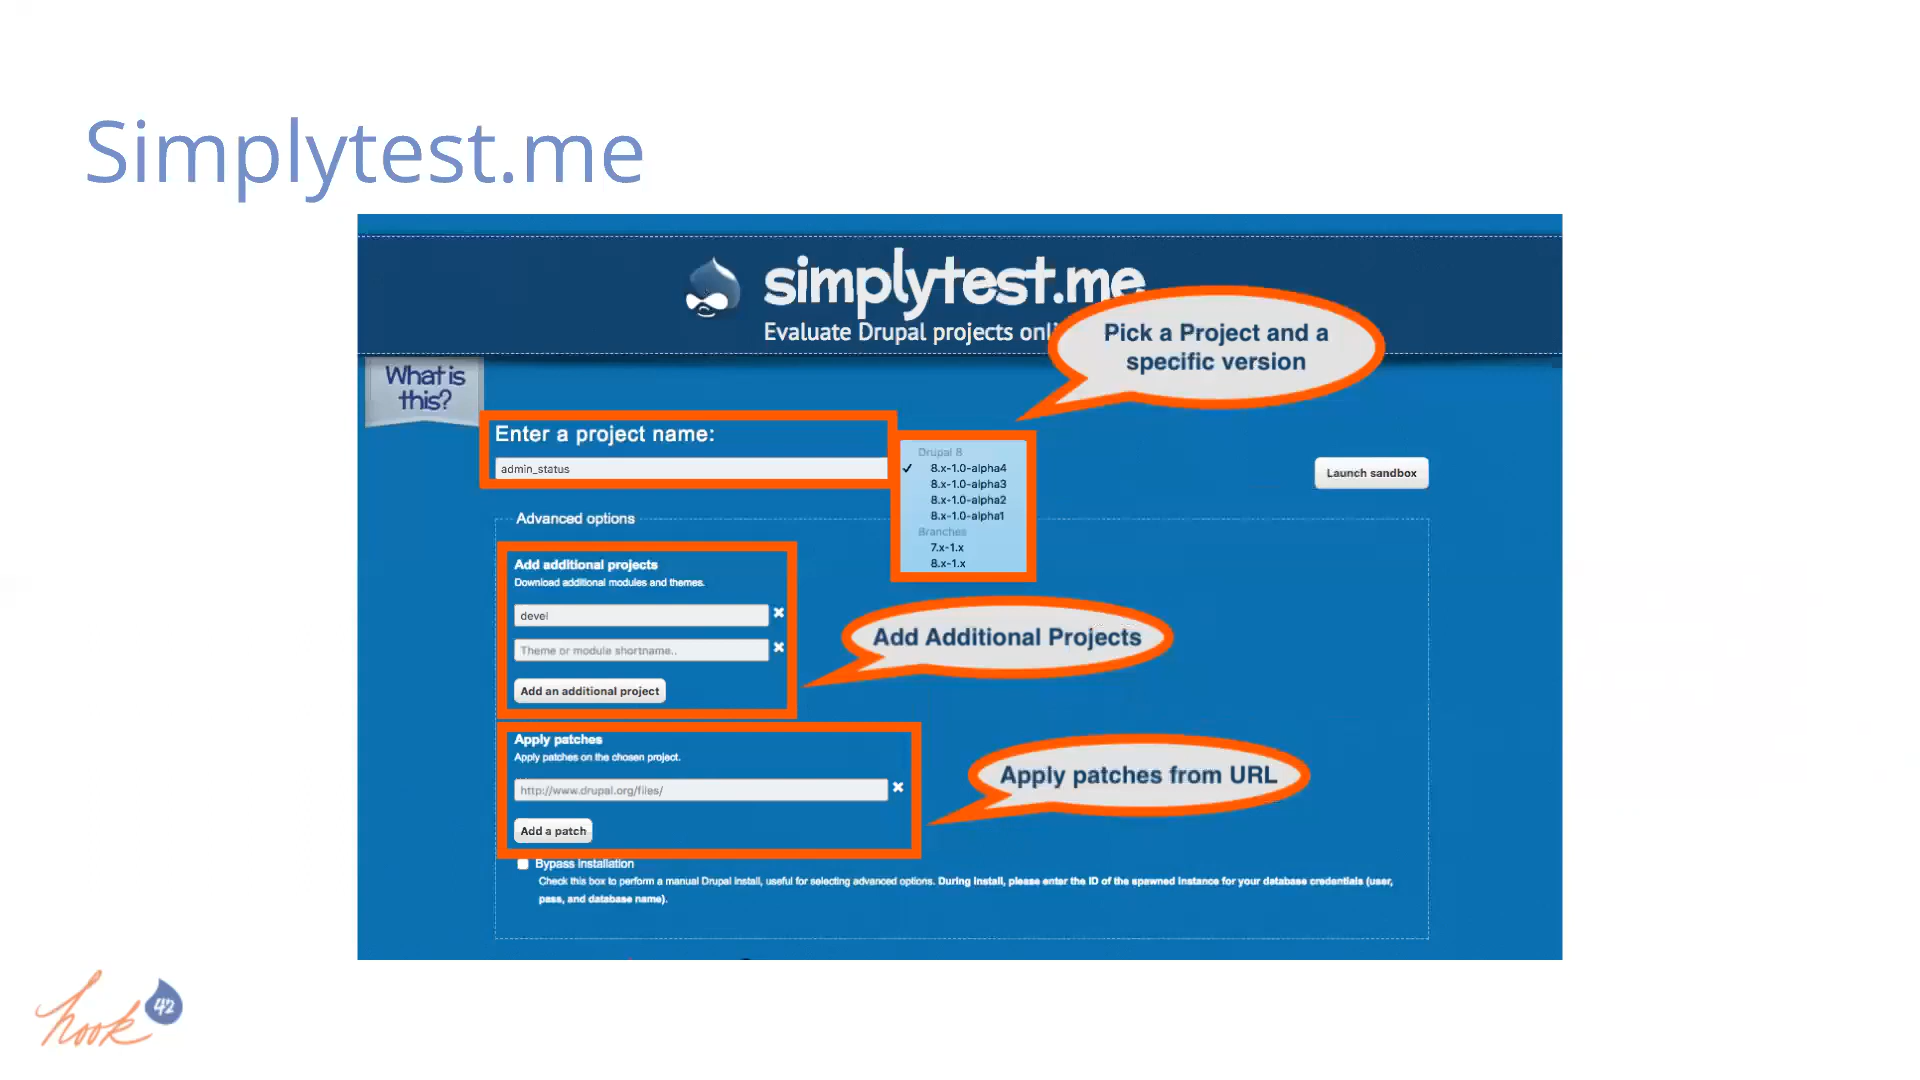 Simplytest.me
simplytest.me
Evaluate Drupal projects onli
Pick a Project and a
specific version
What is
this?
Enter a project name:
admin_status
Drupal 8
✓ 8.x-1.0-alpha4
8.x-1.0-alpha3
8.x-1.0-alpha2
8.x-1.0-alpha1
Branches
7.x-1.x
8.x-1.x
Launch sandbox
Advanced options
Add additional projects
Download additional modules and themes.
devel
Theme or module shortname..
Add an additional project
Add Additional Projects
Apply patches
Apply patches on the chosen project.
http://www.drupal.org/files/
Add a patch
Apply patches from URL
Bypass installation
Check this box to perform a manual Drupal install, useful for selecting advanced options. During install, please enter the ID of the spawned instance for your database credentials (user,
pass, and database name).
hook 42